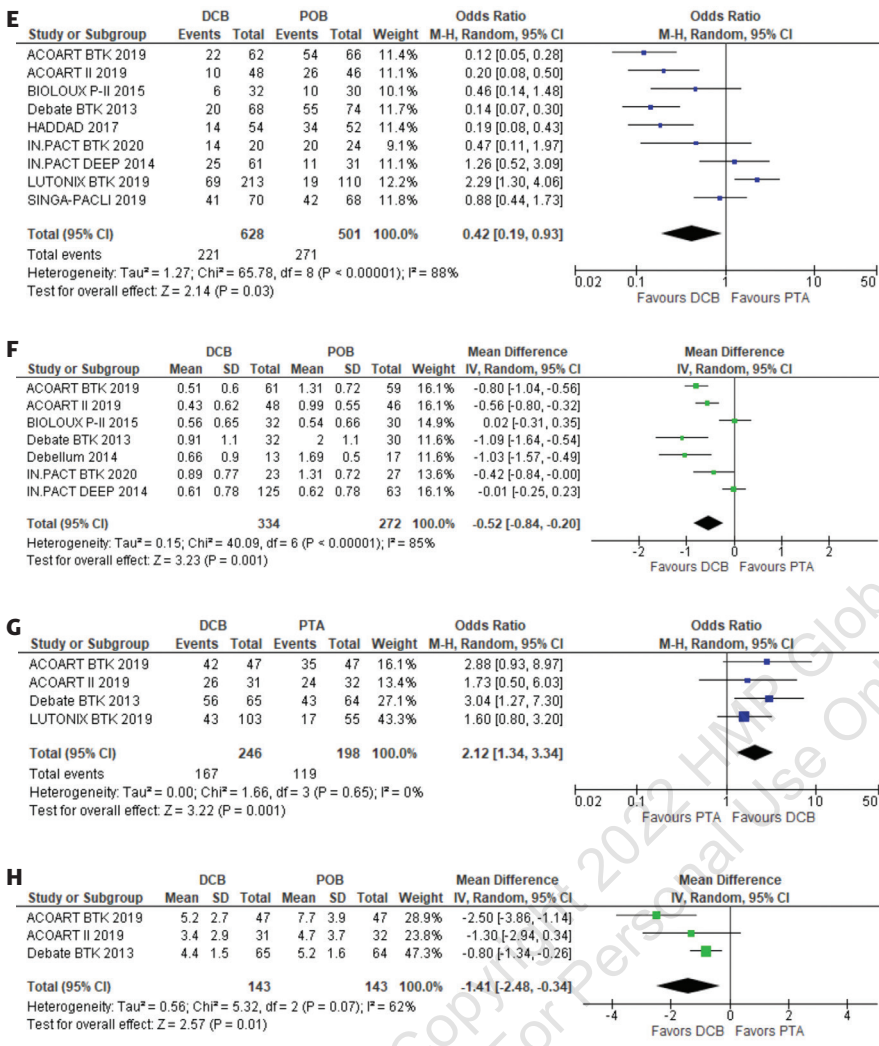 E
DCB POB Odds Ratio Odds Ratio
Study or Subgroup Events Total Events Total Weight M-H, Random, 95% CI M-H, Random, 95% CI
ACOART BTK 2019 22 62 54 66 11.4% 0.12 [0.05, 0.28]
ACOART II 2019 10 48 26 46 11.1% 0.20 [0.08, 0.50]
BIOLOUX P-II 2015 6 32 10 30 10.1% 0.46 [0.14, 1.48]
Debate BTK 2013 20 68 55 74 11.7% 0.14 [0.07, 0.30]
HADDAD 2017 14 54 34 52 11.4% 0.19 [0.08, 0.43]
IN.PACT BTK 2020 14 20 20 24 9.1% 0.47 [0.11, 1.97]
IN.PACT DEEP 2014 25 61 11 31 11.1% 1.26 [0.52, 3.09]
LUTONIX BTK 2019 69 213 19 110 12.2% 2.29 [1.30, 4.06]
SINGA-PACLI 2019 41 70 42 68 11.8% 0.88 [0.44, 1.73]
Total (95% CI) 628 501 100.0% 0.42 [0.19, 0.93]
Total events 221 271
Heterogeneity: Tau² = 1.27; Chi² = 65.78, df = 8 (P < 0.00001); I² = 88%
Test for overall effect: Z = 2.14 (P = 0.03)
0.02 0.1 1 10 50
Favours DCB Favours PTA
F
DCB POB Mean Difference Mean Difference
Study or Subgroup Mean SD Total Mean SD Total Weight IV, Random, 95% CI IV, Random, 95% CI
ACOART BTK 2019 0.51 0.6 61 1.31 0.72 59 16.1% -0.80 [-1.04, -0.56]
ACOART II 2019 0.43 0.62 48 0.99 0.55 46 16.1% -0.56 [-0.80, -0.32]
BIOLOUX P-II 2015 0.56 0.65 32 0.54 0.66 30 14.9% 0.02 [-0.31, 0.35]
Debate BTK 2013 0.91 1.1 32 2 1.1 30 11.6% -1.09 [-1.64, -0.54]
Debellum 2014 0.66 0.9 13 1.69 0.5 17 11.6% -1.03 [-1.57, -0.49]
IN.PACT BTK 2020 0.89 0.77 23 1.31 0.72 27 13.6% -0.42 [-0.84, -0.00]
IN.PACT DEEP 2014 0.61 0.78 125 0.62 0.78 63 16.1% -0.01 [-0.25, 0.23]
Total (95% CI) 334 272 100.0% -0.52 [-0.84, -0.20]
Heterogeneity: Tau² = 0.15; Chi² = 40.09, df = 6 (P < 0.00001); I² = 85%
Test for overall effect: Z = 3.23 (P = 0.001)
-2 -1 0 1 2
Favours DCB Favours PTA
G
DCB PTA Odds Ratio Odds Ratio
Study or Subgroup Events Total Events Total Weight M-H, Random, 95% CI M-H, Random, 95% CI
ACOART BTK 2019 42 47 35 47 16.1% 2.88 [0.93, 8.97]
ACOART II 2019 26 31 24 32 13.4% 1.73 [0.50, 6.03]
Debate BTK 2013 56 65 43 64 27.1% 3.04 [1.27, 7.30]
LUTONIX BTK 2019 43 103 17 55 43.3% 1.60 [0.80, 3.20]
Total (95% CI) 246 198 100.0% 2.12 [1.34, 3.34]
Total events 167 119
Heterogeneity: Tau² = 0.00; Chi² = 1.66, df = 3 (P = 0.65); I² = 0%
Test for overall effect: Z = 3.22 (P = 0.001)
0.02 0.1 1 10 50
Favours PTA Favours DCB
H
DCB POB Mean Difference Mean Difference
Study or Subgroup Mean SD Total Mean SD Total Weight IV, Random, 95% CI IV, Random, 95% CI
ACOART BTK 2019 5.2 2.7 47 7.7 3.9 47 28.9% -2.50 [-3.86, -1.14]
ACOART II 2019 3.4 2.9 31 4.7 3.7 32 23.8% -1.30 [-2.94, 0.34]
Debate BTK 2013 4.4 1.5 65 5.2 1.6 64 47.3% -0.80 [-1.34, -0.26]
Total (95% CI) 143 143 100.0% -1.41 [-2.48, -0.34]
Heterogeneity: Tau² = 0.56; Chi² = 5.32, df = 2 (P = 0.07); I² = 62%
Test for overall effect: Z = 2.57 (P = 0.01)
-4 -2 0 2 4
Favors DCB Favors PTA
Copyright 2022 HMP Glob
For Personal Use On